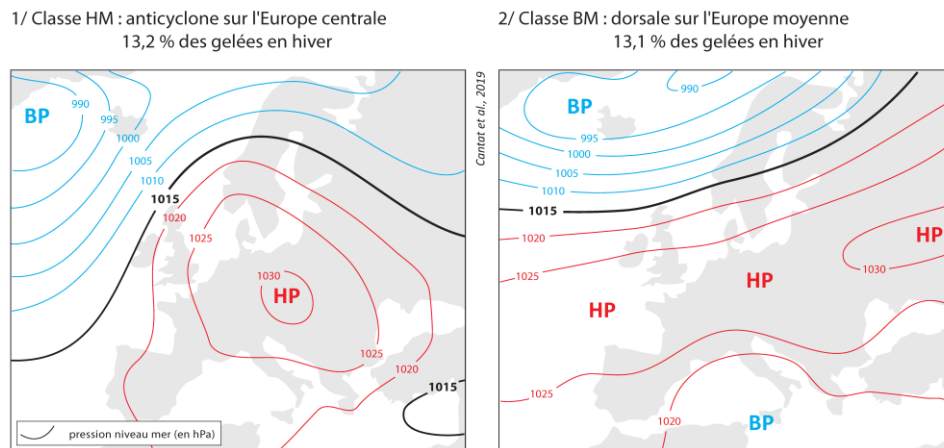 1/ Classe HM : anticyclone sur l'Europe centrale
13,2 % des gelées en hiver
BP
990
995
1000
1005
1010
1015
1020
1025
1030
HP
1025
1020
1015
pression niveau mer (en hPa)
Cantat et al., 2019
2/ Classe BM : dorsale sur l'Europe moyenne
13,1 % des gelées en hiver
990
BP
995
1000
1005
1010
1015
1020
HP
1025
HP
1030
HP
1025
1020
BP